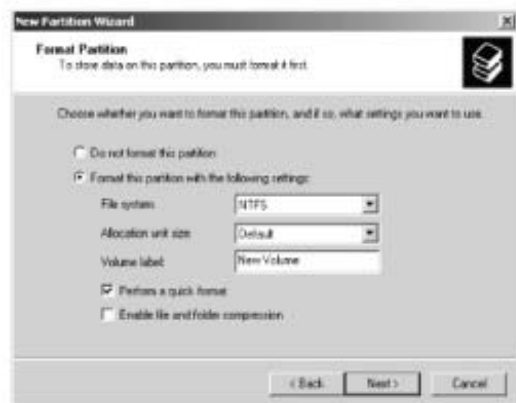 New Partition Wizard
Format Partition
To store data on this partition, you must format it first.
Choose whether you want to format this partition, and if so, what settings you want to use.
Do not format this partition
Format this partition with the following settings:
File system: NTFS
Allocation unit size: Default
Volume label: New Volume
Perform a quick format
Enable file and folder compression
< Back Next > Cancel